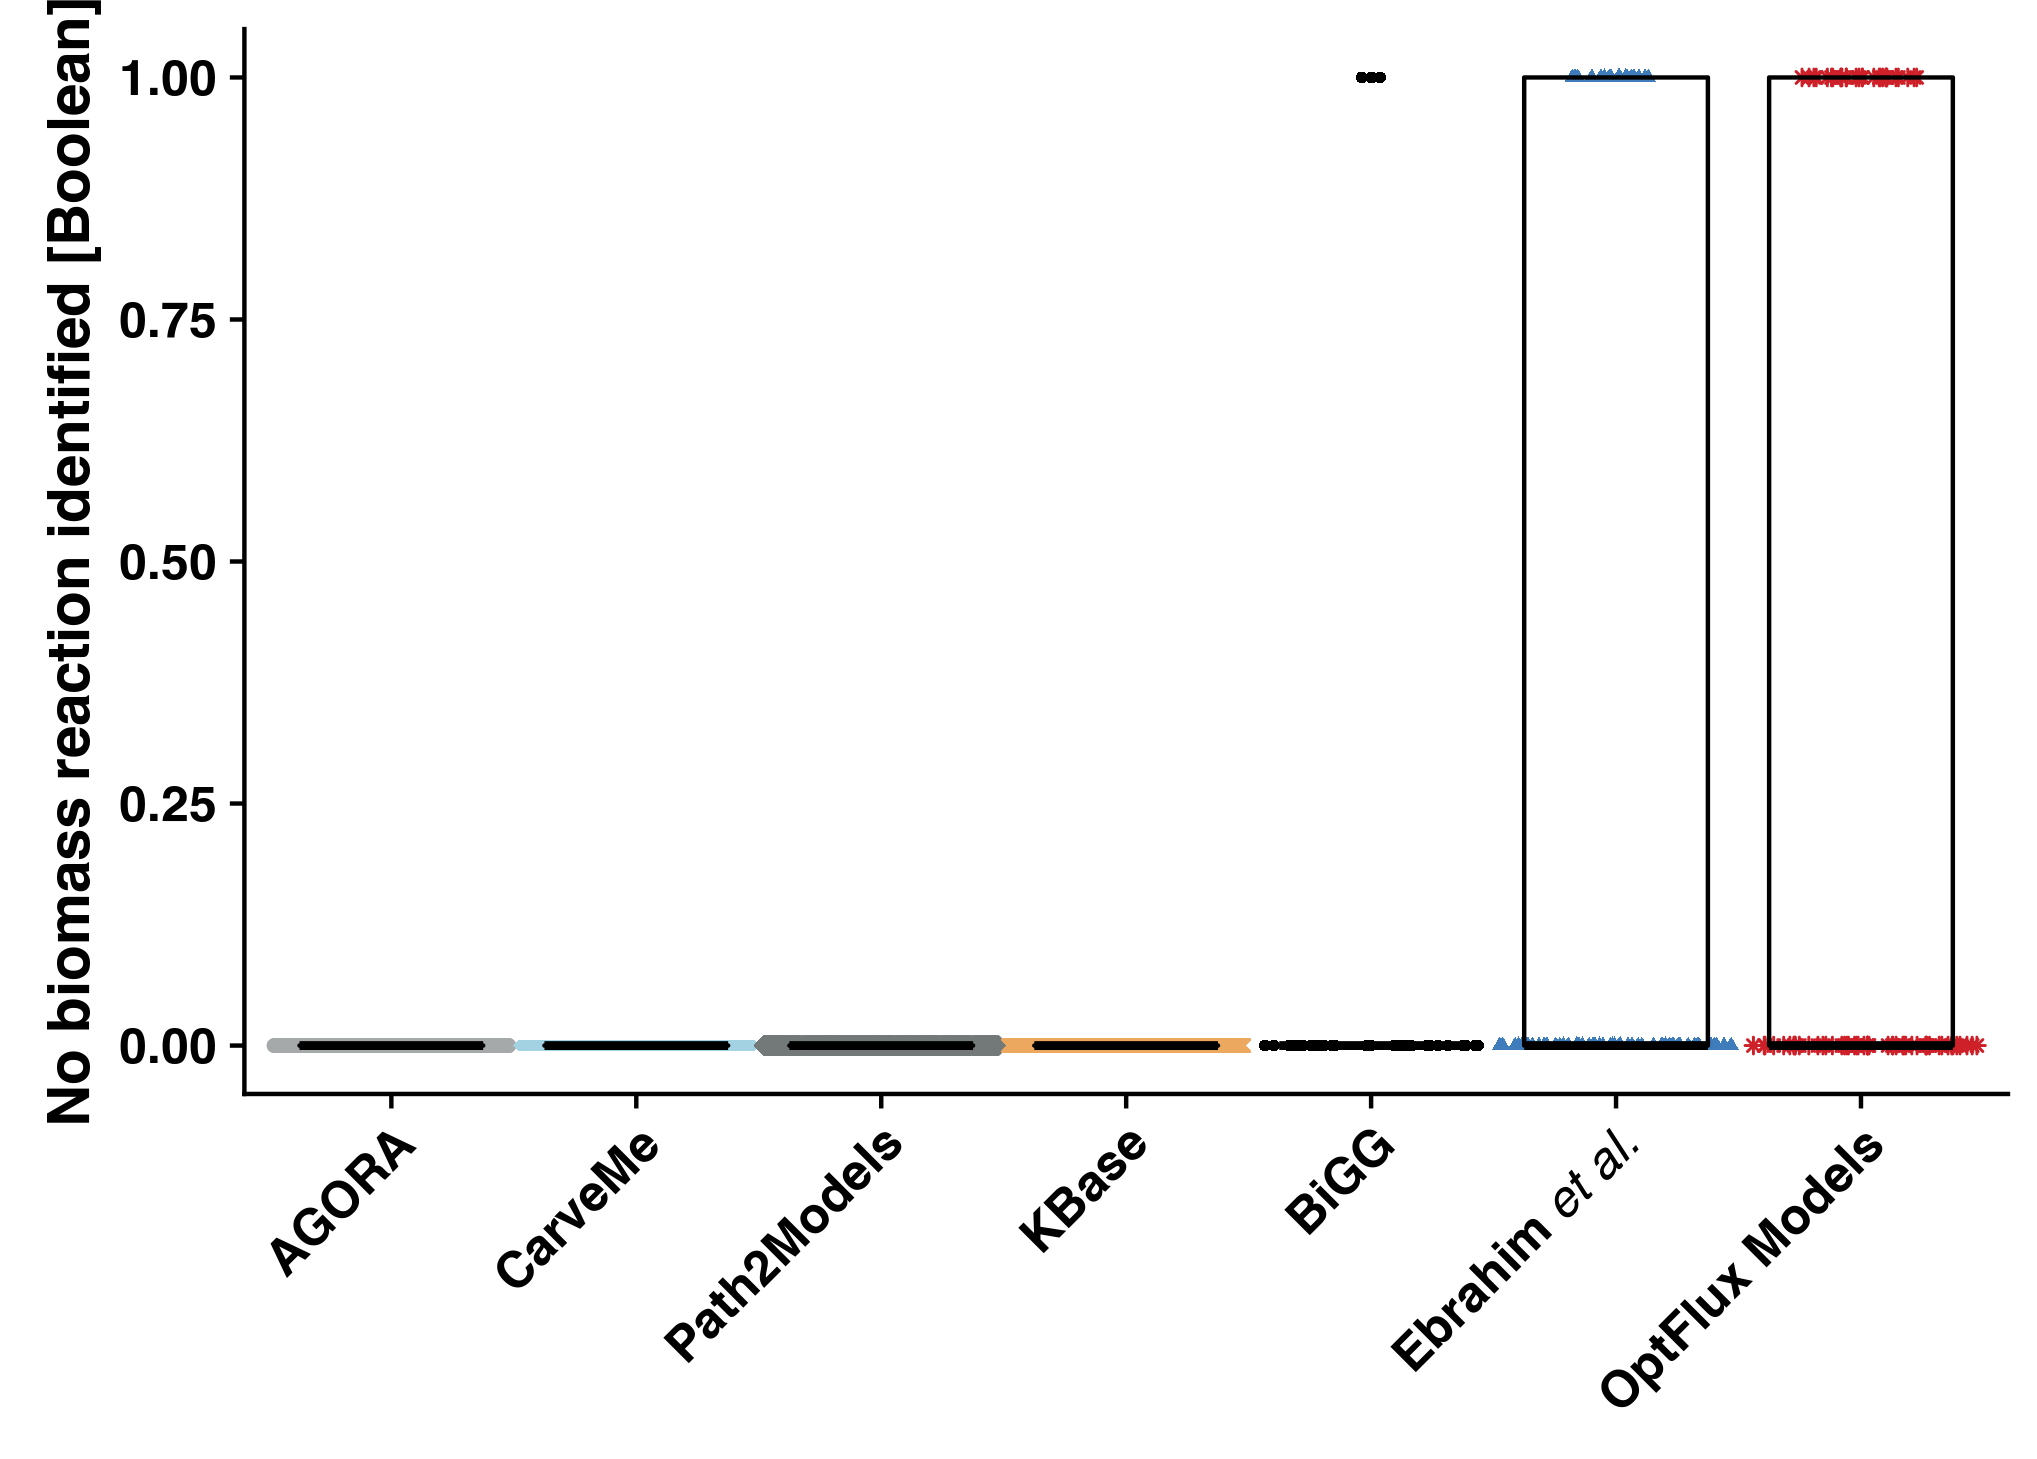 No biomass reaction identified [Boolean]
1.00
0.75
0.50
0.25
0.00
AGORA
CarveMe
Path2Models
KBase
BiGG
Ebrahim et al.
OptFlux Models